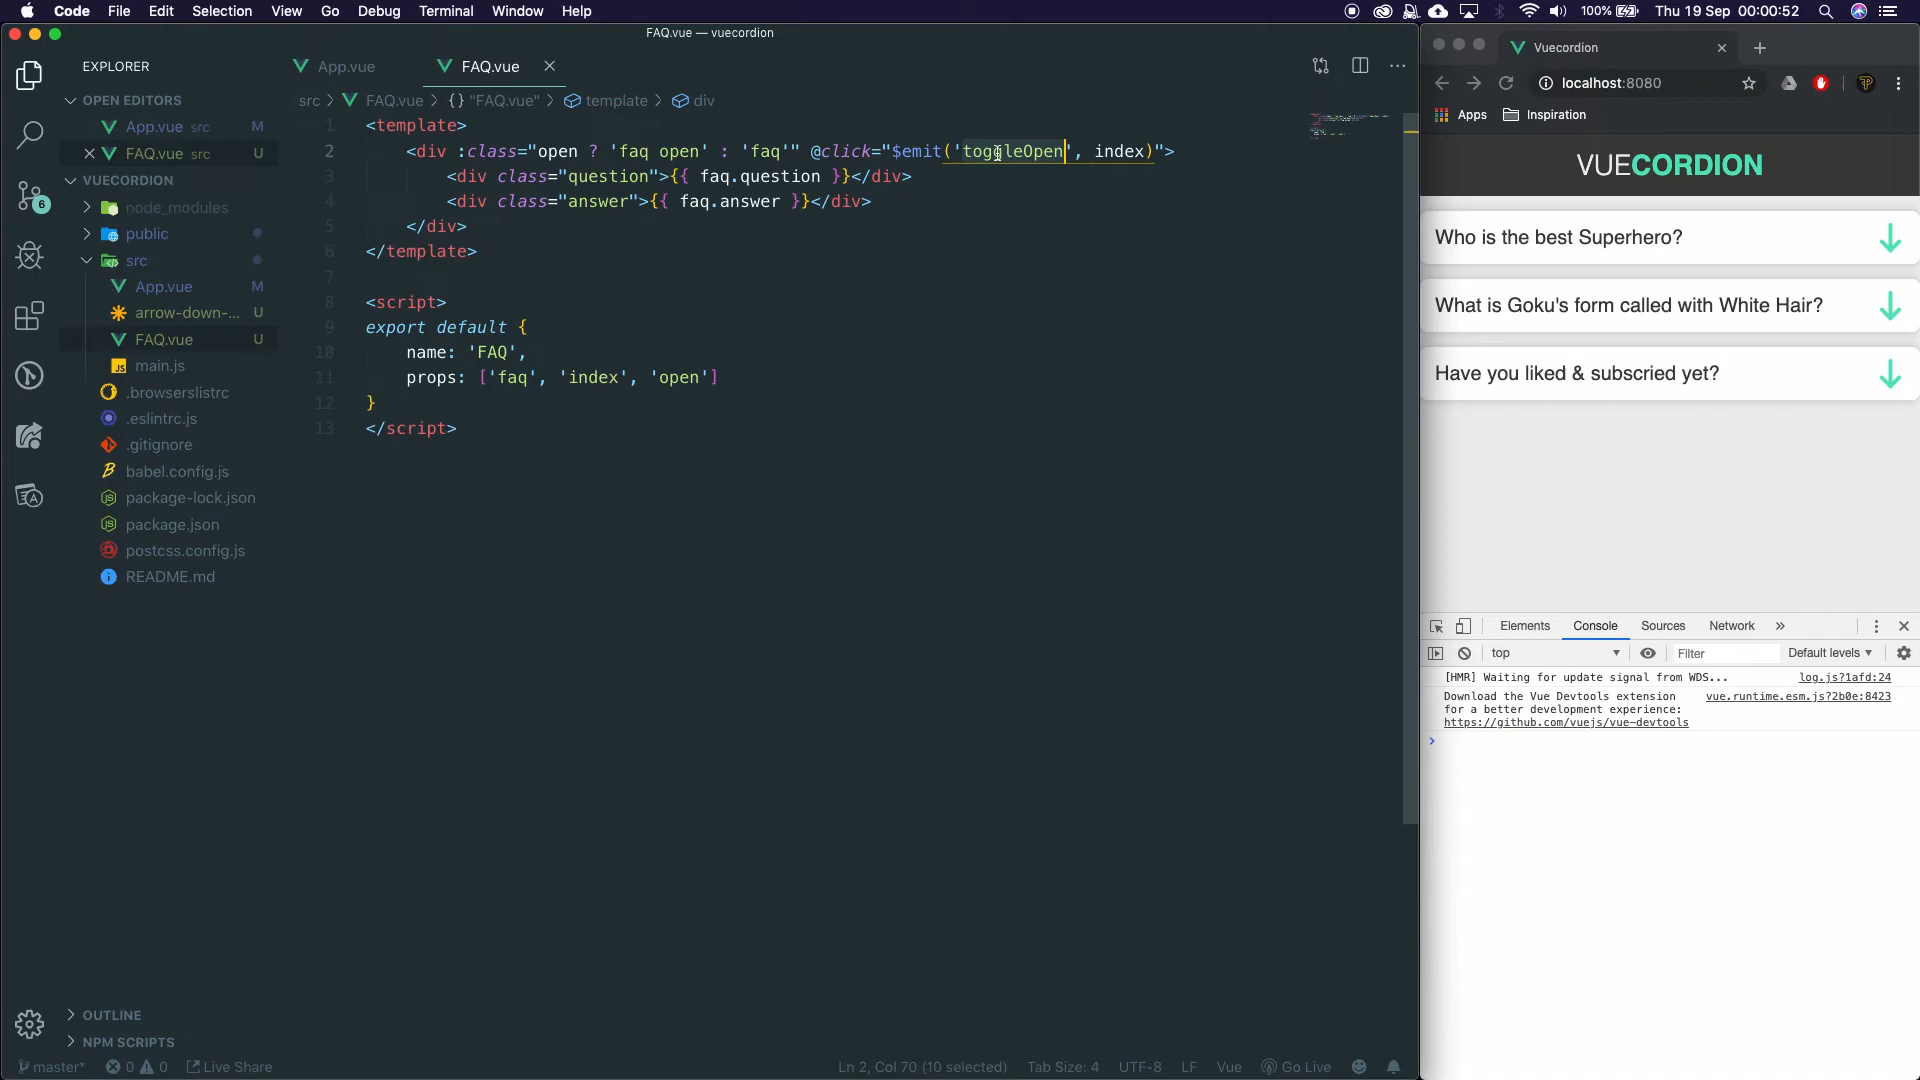 Code File Edit Selection View Go Debug Terminal Window Help
100% Thu 19 Sep 00:00:52
FAQ.vue — vuecordion
EXPLORER
OPEN EDITORS
App.vue src M
FAQ.vue src U
VUECORDION
node_modules
public
src
App.vue M
arrow-down-... U
FAQ.vue U
main.js
.browserslistrc
.eslintrc.js
.gitignore
babel.config.js
package-lock.json
package.json
postcss.config.js
README.md
OUTLINE
NPM SCRIPTS
6
App.vue FAQ.vue
src > FAQ.vue > {} "FAQ.vue" > template > div
1 <template>
2 <div :class="open ? 'faq open' : 'faq'" @click="$emit('toggleOpen', index)">
3 <div class="question">{{ faq.question }}</div>
4 <div class="answer">{{ faq.answer }}</div>
5 </div>
6 </template>
7
8 <script>
9 export default {
10 name: 'FAQ',
11 props: ['faq', 'index', 'open']
12 }
13 </script>
master* 0 0 Live Share
Ln 2, Col 70 (10 selected) Tab Size: 4 UTF-8 LF Vue Go Live
Vuecordion
localhost:8080
Apps Inspiration
VUECORDION
Who is the best Superhero?
What is Goku's form called with White Hair?
Have you liked & subscried yet?
Elements Console Sources Network »
top Filter Default levels
[HMR] Waiting for update signal from WDS... log.js?1afd:24
Download the Vue Devtools extension vue.runtime.esm.js?2b0e:8423
for a better development experience:
https://github.com/vuejs/vue-devtools
>